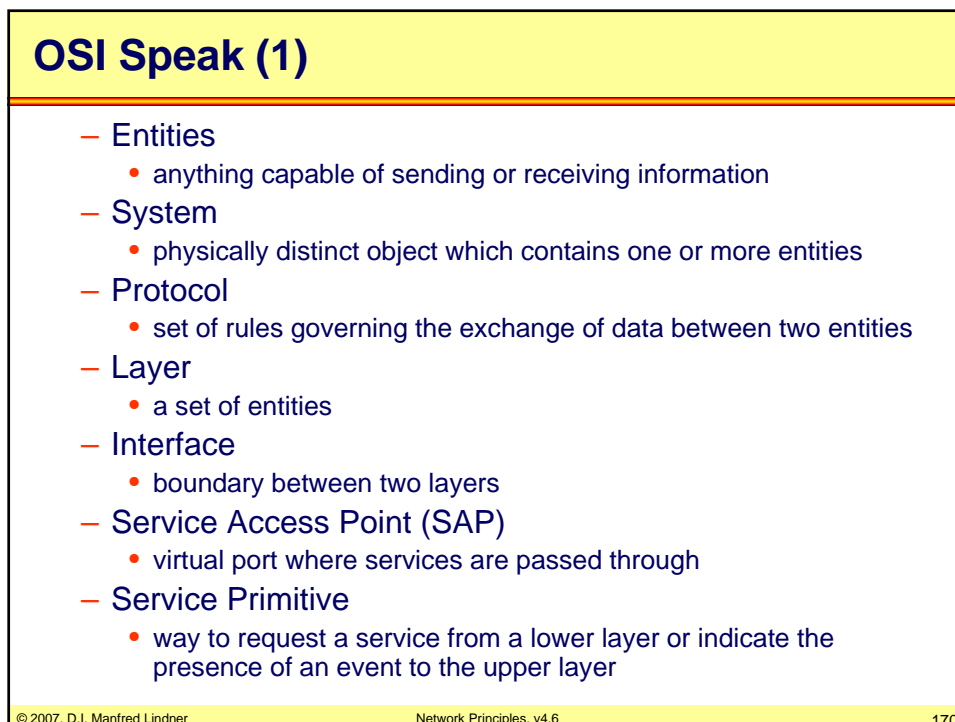 OSI Speak (1)
– Entities
• anything capable of sending or receiving information
– System
• physically distinct object which contains one or more entities
– Protocol
• set of rules governing the exchange of data between two entities
– Layer
• a set of entities
– Interface
• boundary between two layers
– Service Access Point (SAP)
• virtual port where services are passed through
– Service Primitive
• way to request a service from a lower layer or indicate the
presence of an event to the upper layer
© 2007, D.I. Manfred Lindner Network Principles, v4.6 170